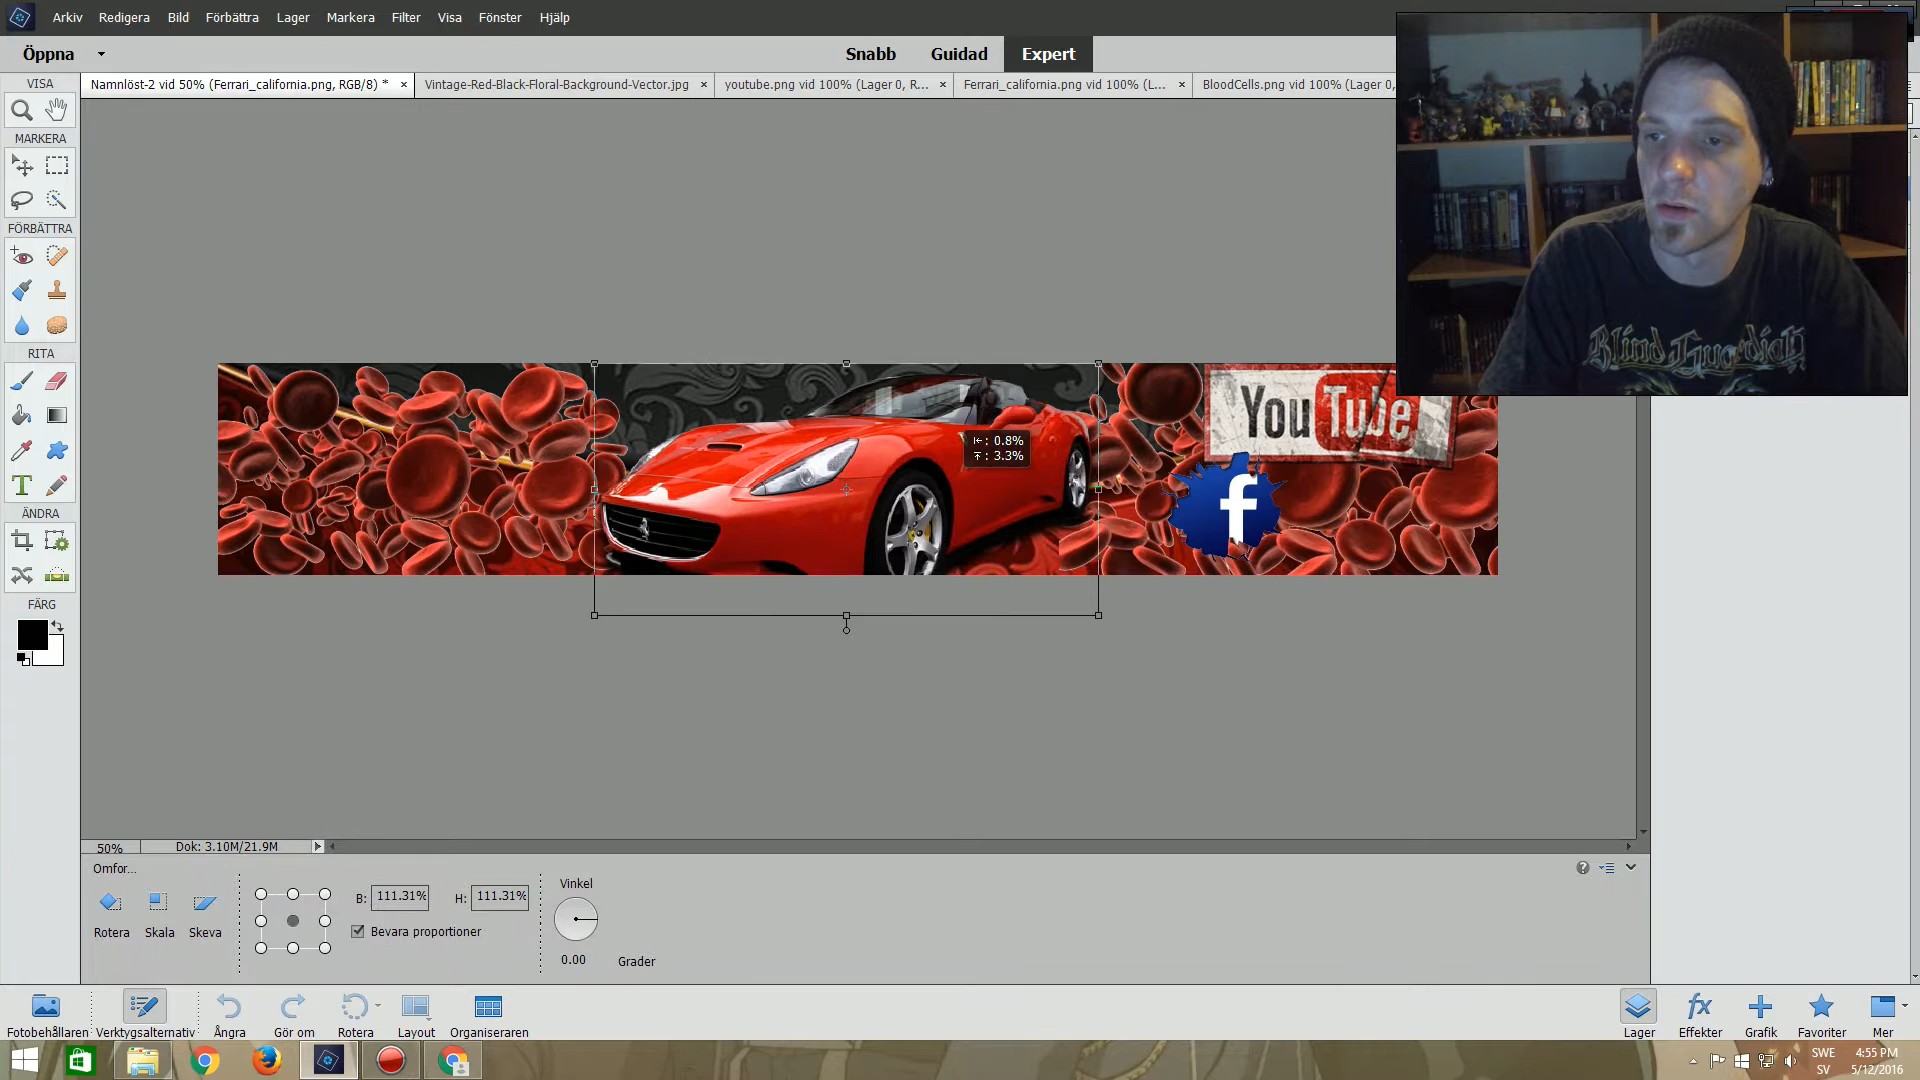 Arkiv Redigera Bild Förbättra Lager Markera Filter Visa Fönster Hjälp
Öppna Snabb Guidad Expert
Namnlöst-2 vid 50% (Ferrari_california.png, RGB/8) * × Vintage-Red-Black-Floral-Background-Vector.jpg × youtube.png vid 100% (Lager 0, R... × Ferrari_california.png vid 100% (L... × BloodCells.png vid 100% (Lager 0,
VISA
MARKERA
FÖRBÄTTRA
RITA
ÄNDRA
FÄRG
You Tube
f
0.8%
3.3%
Blind Guardian
50% Dok: 3.10M/21.9M
Omfor...
Rotera Skala Skeva
B: 111.31% H: 111.31%
Bevara proportioner
Vinkel
0.00 Grader
Fotobehållaren Verktygsalternativ Ångra Gör om Rotera Layout Organiseraren
Lager Effekter Grafik Favoriter Mer
SWE 4:55 PM
SV 5/12/2016